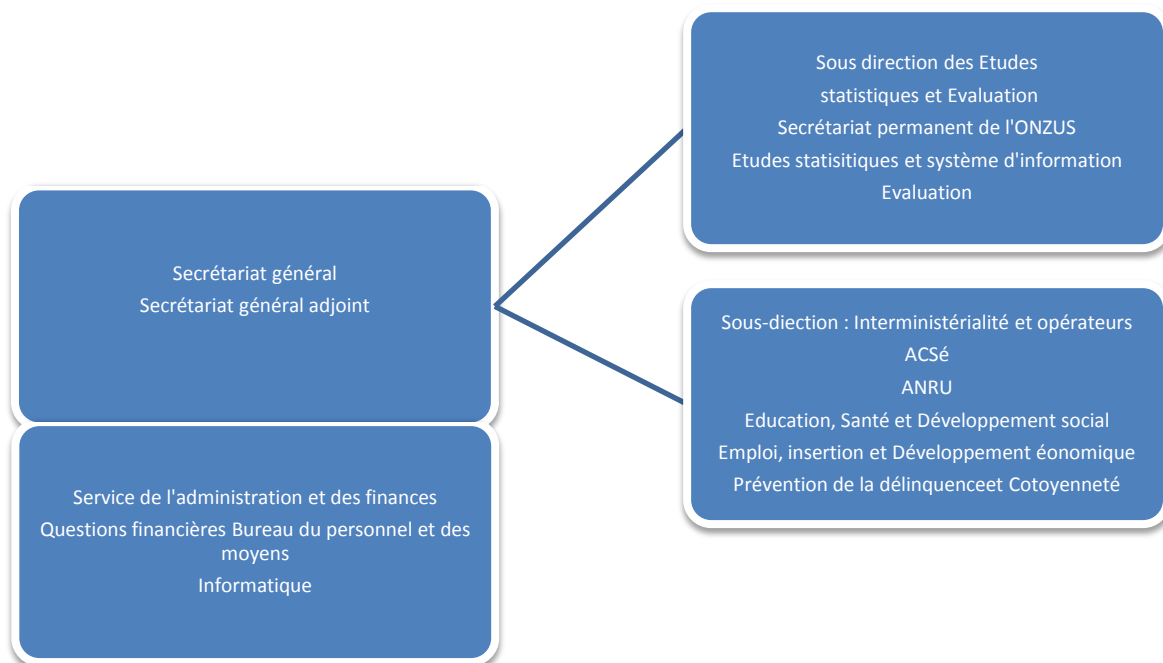 Sous direction des Etudes
statistiques et Evaluation
Secrétariat permanent de l'ONZUS
Etudes statisitiques et système d'information
Evaluation
Secrétariat général
Secrétariat général adjoint
Sous-diection : Interministérialité et opérateurs
ACSé
ANRU
Education, Santé et Développement social
Emploi, insertion et Développement éonomique
Prévention de la délinquenceet Cotoyenneté
Service de l'administration et des finances
Questions financières Bureau du personnel et des
moyens
Informatique